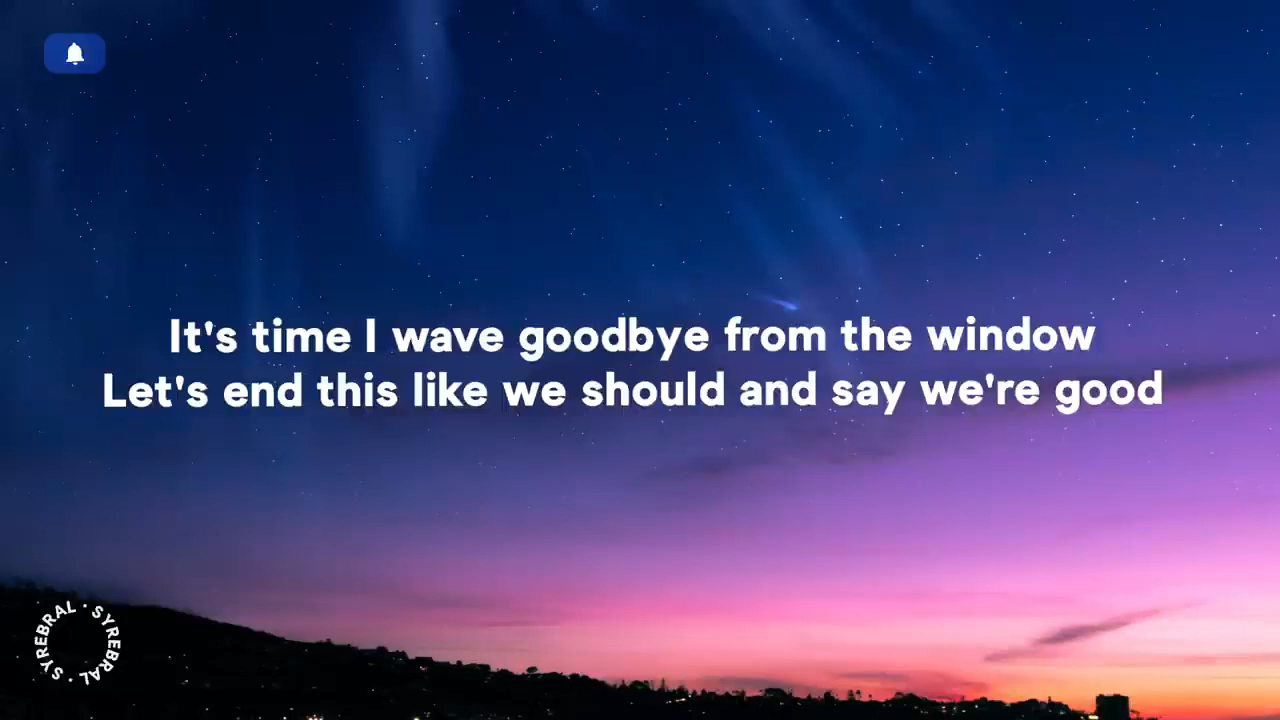 It's time I wave goodbye from the window
Let's end this like we should and say we're good
SYREBRAL · SYREBRAL ·